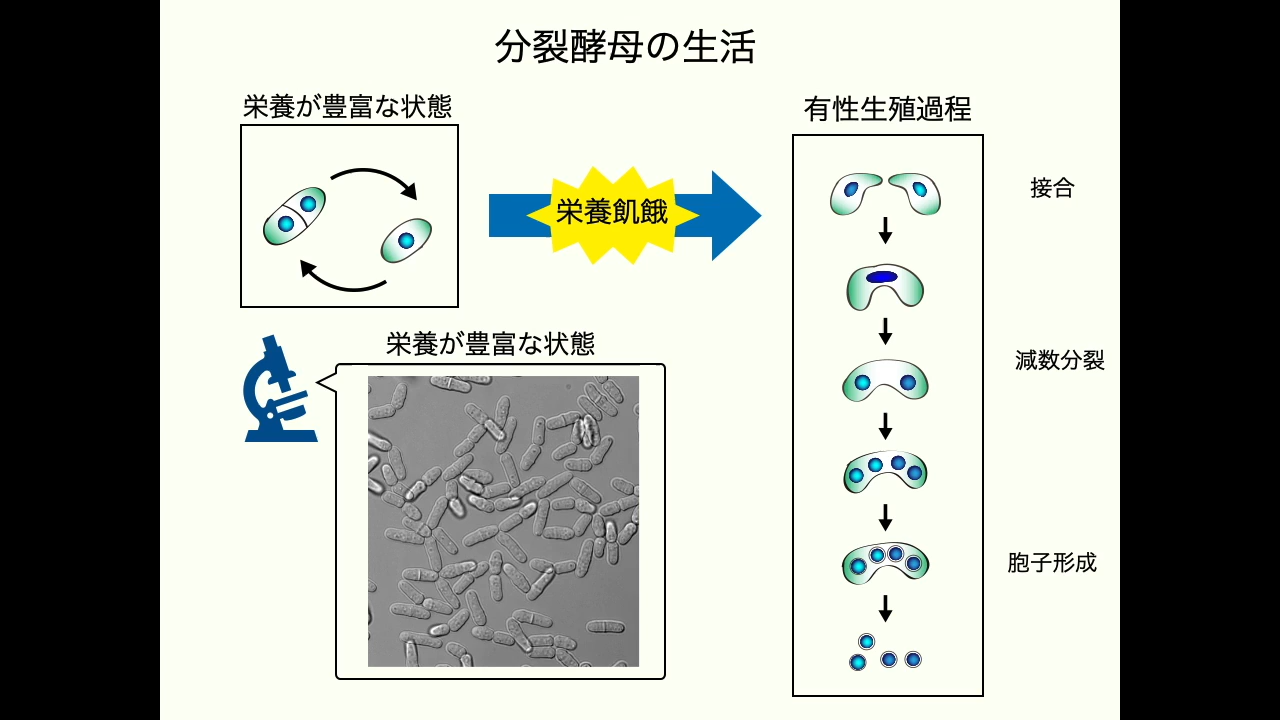 分裂酵母の生活
栄養が豊富な状態
栄養飢餓
有性生殖過程
接合
減数分裂
胞子形成
栄養が豊富な状態